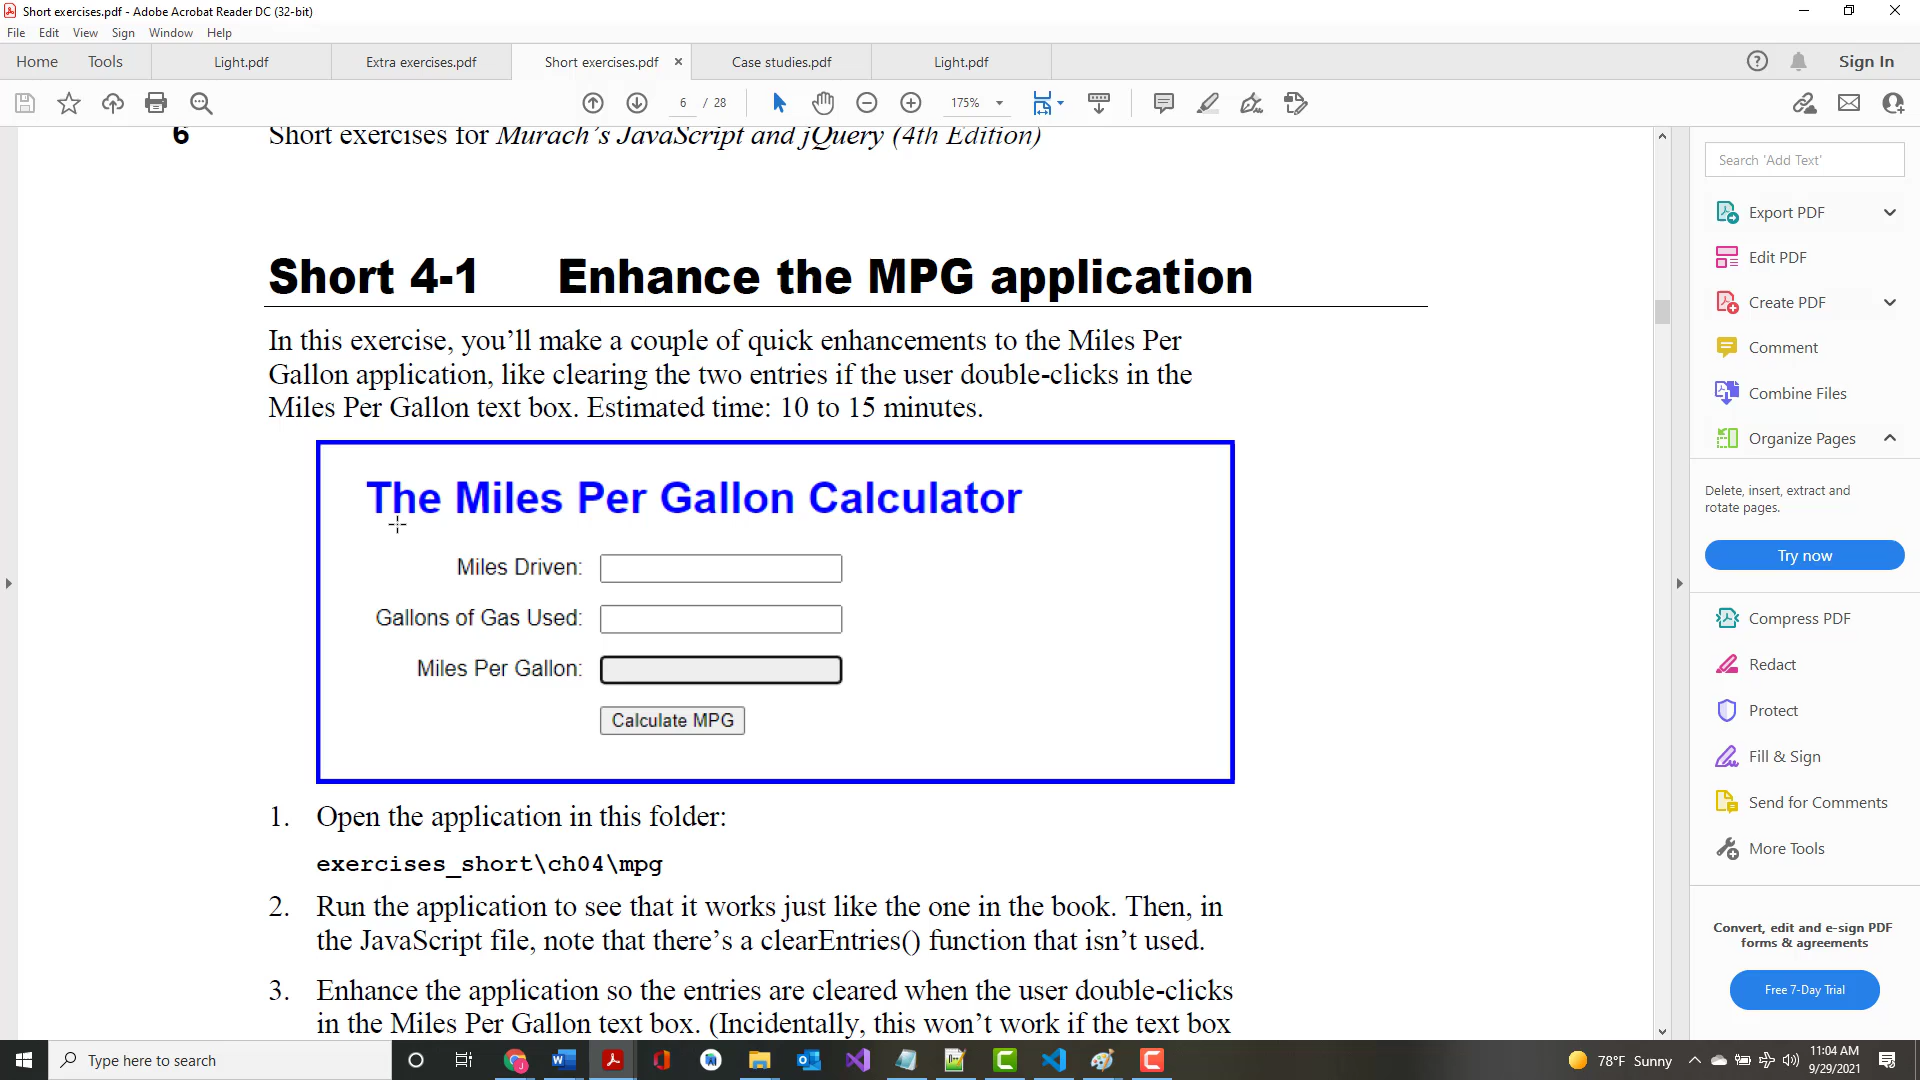 Short exercises.pdf - Adobe Acrobat Reader DC (32-bit)
File Edit View Sign Window Help
Home Tools Light.pdf Extra exercises.pdf Short exercises.pdf × Case studies.pdf Light.pdf Sign In
6 / 28 175%
6 Short exercises for Murach's JavaScript and jQuery (4th Edition)
Short 4-1 Enhance the MPG application
In this exercise, you'll make a couple of quick enhancements to the Miles Per
Gallon application, like clearing the two entries if the user double-clicks in the
Miles Per Gallon text box. Estimated time: 10 to 15 minutes.
The Miles Per Gallon Calculator
Miles Driven:
Gallons of Gas Used:
Miles Per Gallon:
Calculate MPG
1. Open the application in this folder:
exercises_short\ch04\mpg
2. Run the application to see that it works just like the one in the book. Then, in
the JavaScript file, note that there's a clearEntries() function that isn't used.
3. Enhance the application so the entries are cleared when the user double-clicks
in the Miles Per Gallon text box. (Incidentally, this won't work if the text box
Search 'Add Text'
Export PDF
Edit PDF
Create PDF
Comment
Combine Files
Organize Pages
Delete, insert, extract and
rotate pages.
Try now
Compress PDF
Redact
Protect
Fill & Sign
Send for Comments
More Tools
Convert, edit and e-sign PDF
forms & agreements
Free 7-Day Trial
Type here to search
78°F Sunny
11:04 AM
9/29/2021